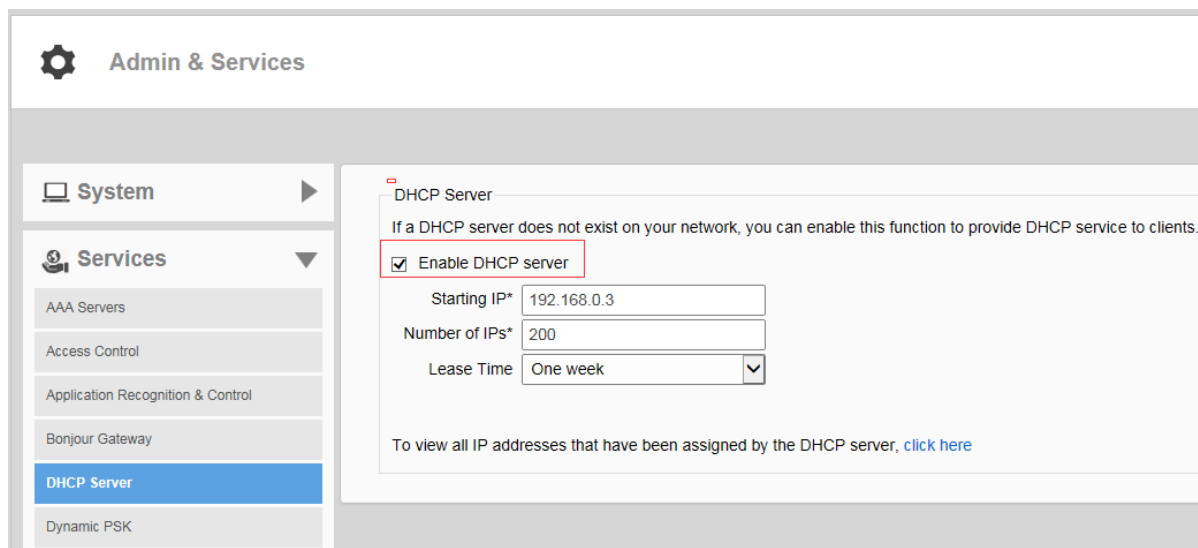 Admin & Services
System
Services
AAA Servers
Access Control
Application Recognition & Control
Bonjour Gateway
DHCP Server
Dynamic PSK
DHCP Server
If a DHCP server does not exist on your network, you can enable this function to provide DHCP service to clients.
Enable DHCP server
Starting IP* 192.168.0.3
Number of IPs* 200
Lease Time One week
To view all IP addresses that have been assigned by the DHCP server, click here